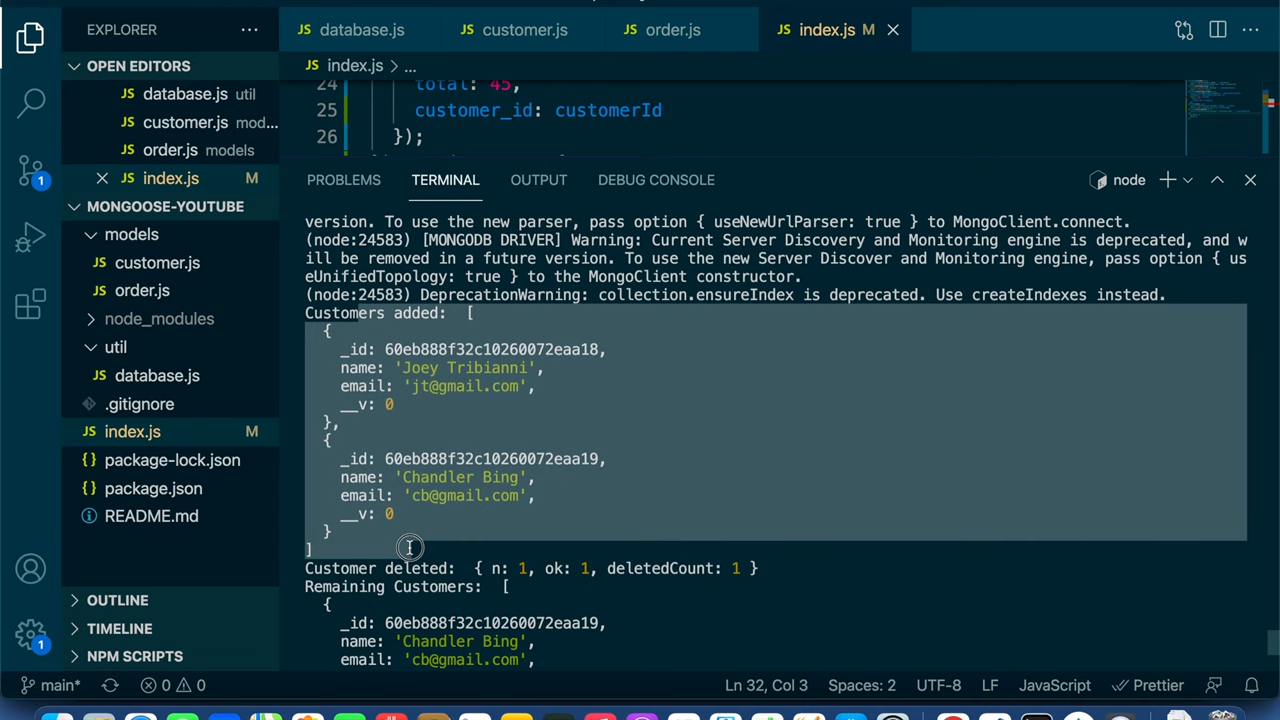 EXPLORER
OPEN EDITORS
JS database.js util
JS customer.js mod...
JS order.js models
JS index.js M
MONGOOSE-YOUTUBE
models
JS customer.js
JS order.js
node_modules
util
JS database.js
.gitignore
JS index.js M
{} package-lock.json
{} package.json
README.md
OUTLINE
TIMELINE
NPM SCRIPTS
1
1
JS database.js
JS customer.js
JS order.js
JS index.js M
JS index.js > ...
24 total: 45,
25 customer_id: customerId
26 });
PROBLEMS TERMINAL OUTPUT DEBUG CONSOLE
node
version. To use the new parser, pass option { useNewUrlParser: true } to MongoClient.connect.
(node:24583) [MONGODB DRIVER] Warning: Current Server Discovery and Monitoring engine is deprecated, and w
ill be removed in a future version. To use the new Server Discover and Monitoring engine, pass option { us
eUnifiedTopology: true } to the MongoClient constructor.
(node:24583) DeprecationWarning: collection.ensureIndex is deprecated. Use createIndexes instead.
Customers added:  [
{
_id: 60eb888f32c10260072eaa18,
name: 'Joey Tribianni',
email: 'jt@gmail.com',
__v: 0
},
{
_id: 60eb888f32c10260072eaa19,
name: 'Chandler Bing',
email: 'cb@gmail.com',
__v: 0
}
]
Customer deleted:  { n: 1, ok: 1, deletedCount: 1 }
Remaining Customers:  [
{
_id: 60eb888f32c10260072eaa19,
name: 'Chandler Bing',
email: 'cb@gmail.com',
main* 0 0
Ln 32, Col 3 Spaces: 2 UTF-8 LF JavaScript Prettier